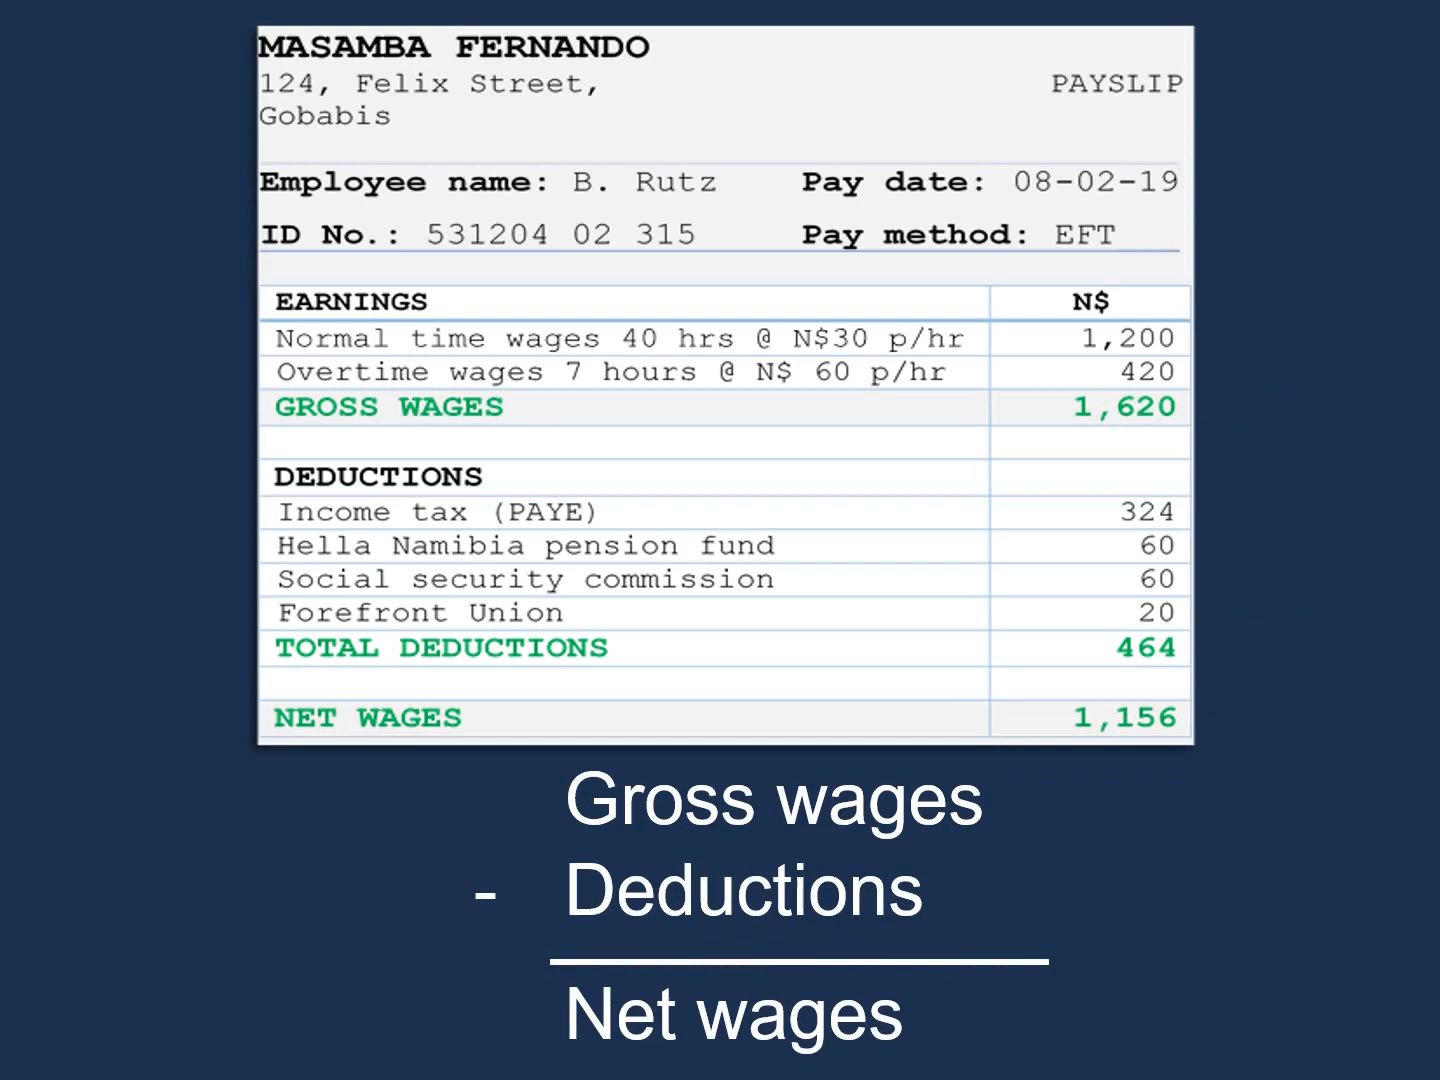 MASAMBA FERNANDO
124, Felix Street,
PAYSLIP
Gobabis
Employee name: B. Rutz
Pay date: 08-02-19
ID No.: 531204 02 315
Pay method: EFT
EARNINGS N$
Normal time wages 40 hrs @ N$30 p/hr 1,200
Overtime wages 7 hours @ N$ 60 p/hr 420
GROSS WAGES 1,620
DEDUCTIONS
Income tax (PAYE) 324
Hella Namibia pension fund 60
Social security commission 60
Forefront Union 20
TOTAL DEDUCTIONS 464
NET WAGES 1,156
Gross wages
- Deductions
Net wages